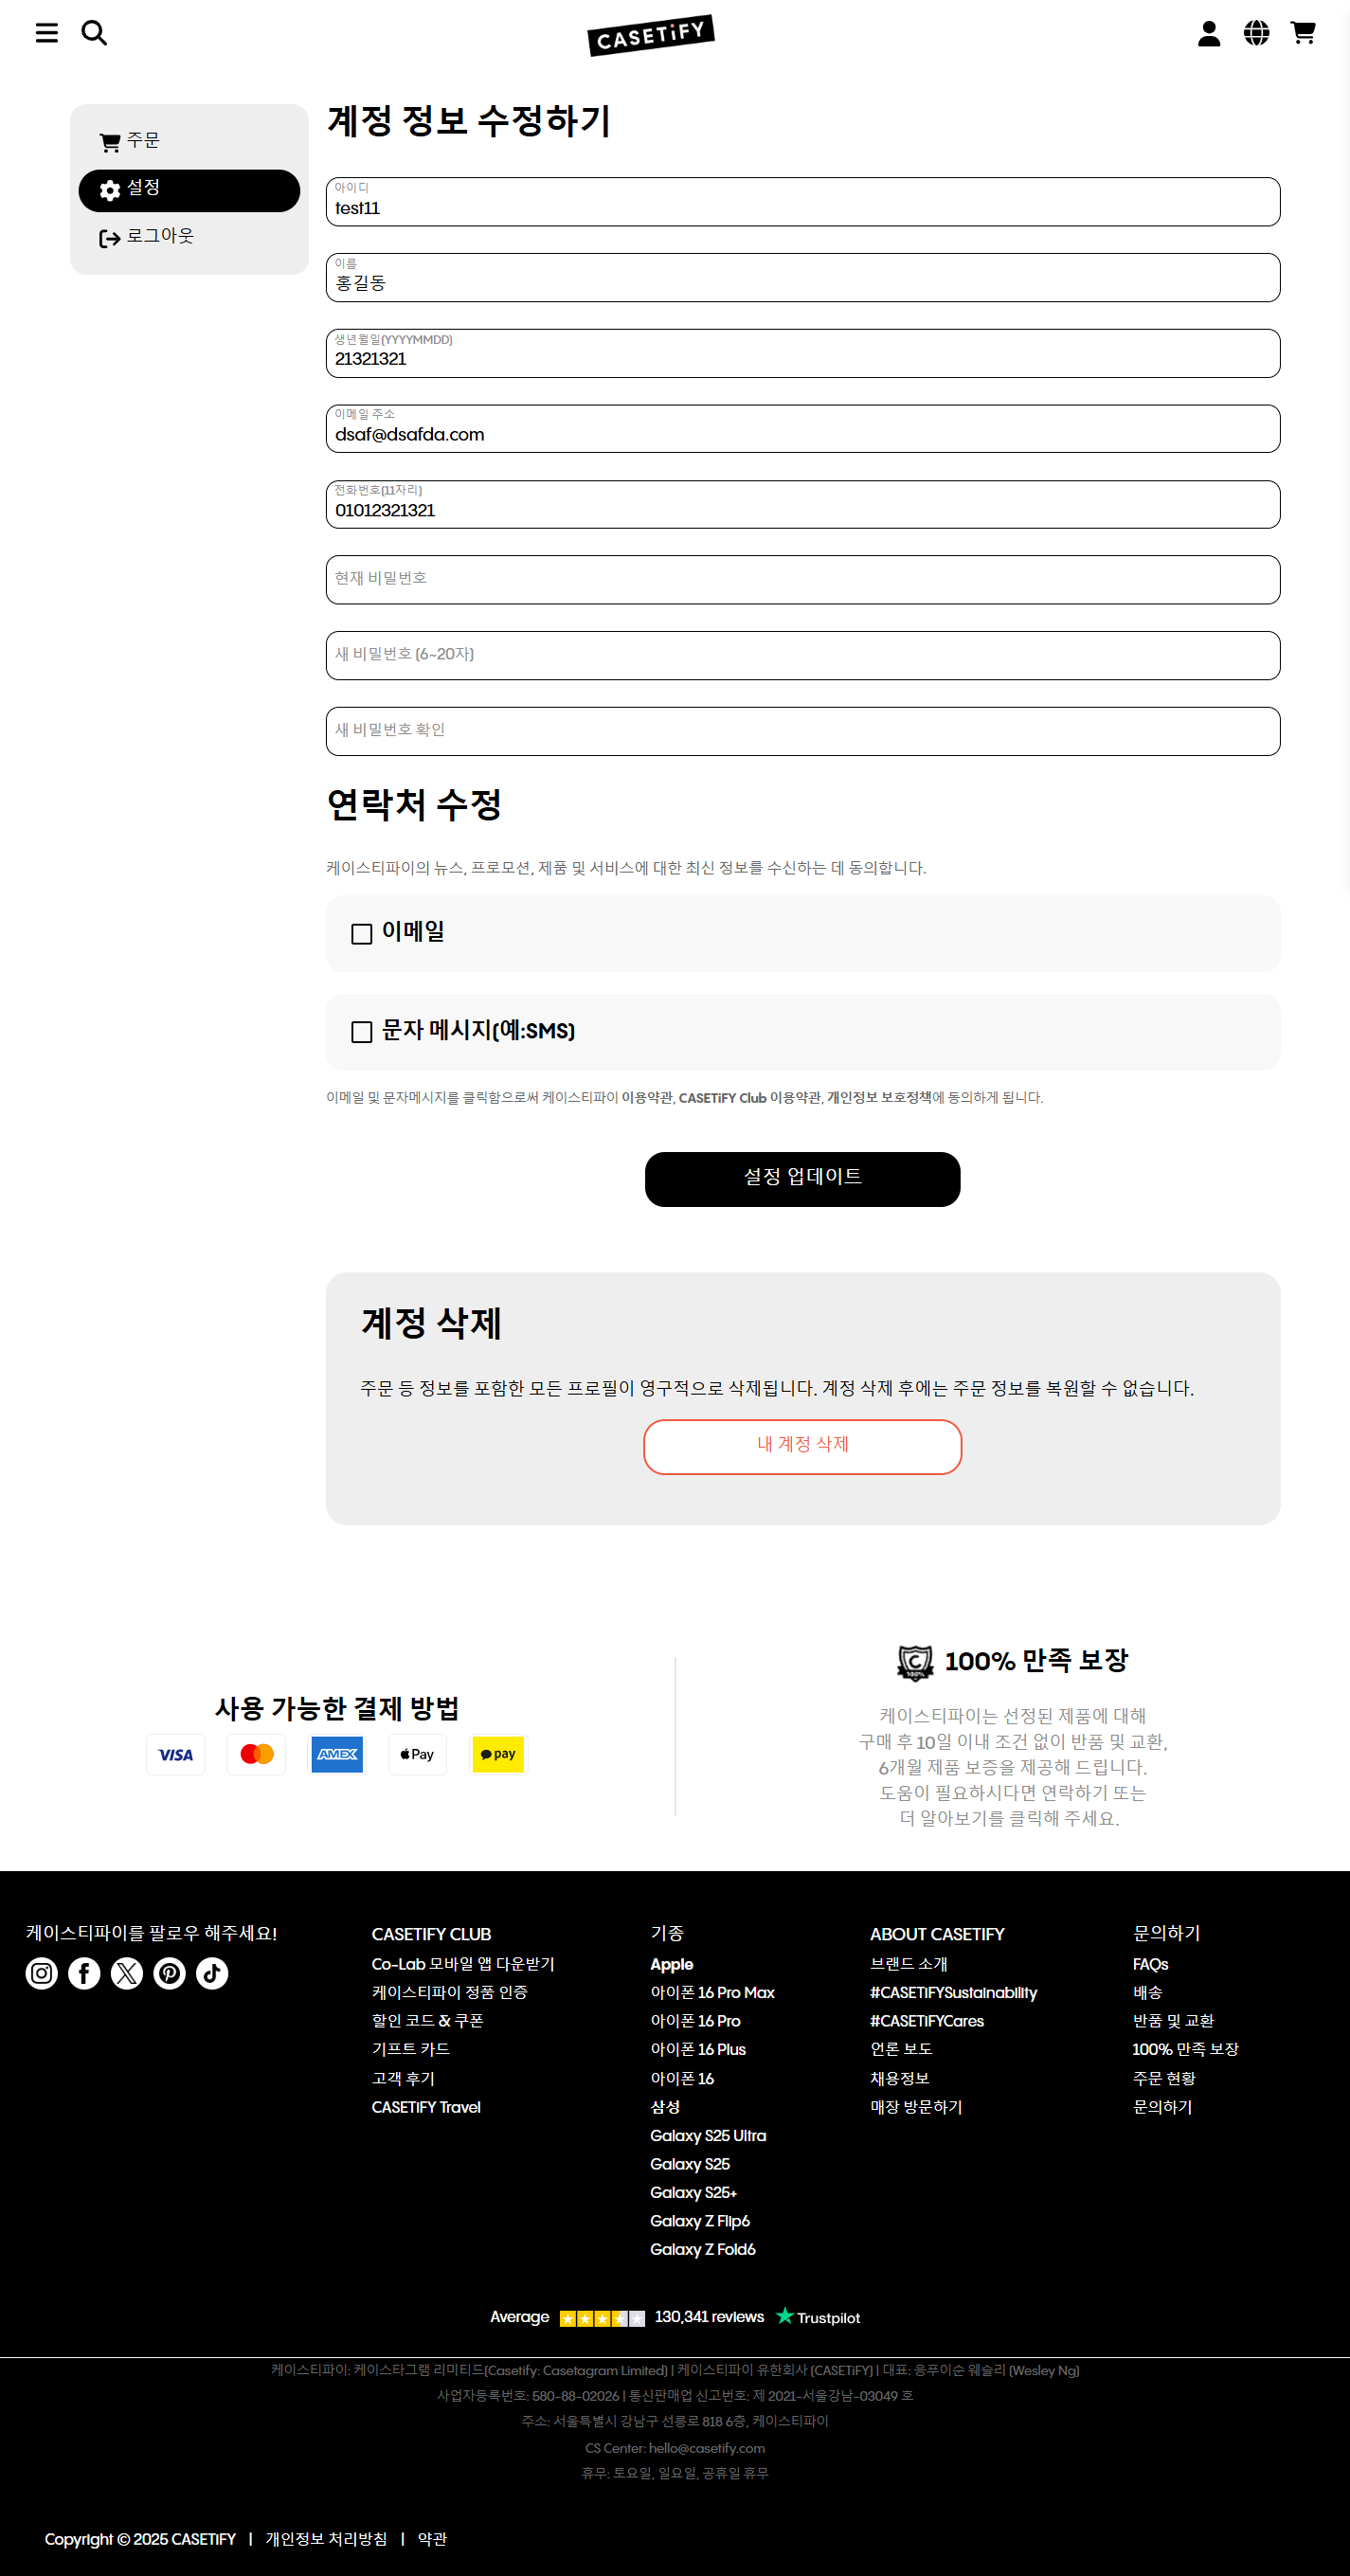 CASETiFY
주문
설정
로그아웃
계정 정보 수정하기
아이디
test11
이름
홍길동
생년월일(YYYYMMDD)
21321321
이메일 주소
dsaf@dsafda.com
전화번호(11자리)
01012321321
현재 비밀번호
새 비밀번호 (6~20자)
새 비밀번호 확인
연락처 수정
케이스티파이의 뉴스, 프로모션, 제품 및 서비스에 대한 최신 정보를 수신하는 데 동의합니다.
이메일
문자 메시지(예:SMS)
이메일 및 문자메시지를 클릭함으로써 케이스티파이 이용약관, CASETiFY Club 이용약관, 개인정보 보호정책에 동의하게 됩니다.
설정 업데이트
계정 삭제
주문 등 정보를 포함한 모든 프로필이 영구적으로 삭제됩니다. 계정 삭제 후에는 주문 정보를 복원할 수 없습니다.
내 계정 삭제
사용 가능한 결제 방법
VISA
AMEX
Pay
pay
C
100%
100% 만족 보장
케이스티파이는 선정된 제품에 대해
구매 후 10일 이내 조건 없이 반품 및 교환,
6개월 제품 보증을 제공해 드립니다.
도움이 필요하시다면 연락하기 또는
더 알아보기를 클릭해 주세요.
케이스티파이를 팔로우 해주세요!
CASETIFY CLUB
Co-Lab 모바일 앱 다운받기
케이스티파이 정품 인증
할인 코드 & 쿠폰
기프트 카드
고객 후기
CASETiFY Travel
기종
Apple
아이폰 16 Pro Max
아이폰 16 Pro
아이폰 16 Plus
아이폰 16
삼성
Galaxy S25 Ultra
Galaxy S25
Galaxy S25+
Galaxy Z Flip6
Galaxy Z Fold6
ABOUT CASETIFY
브랜드 소개
#CASETiFYSustainability
#CASETiFYCares
언론 보도
채용정보
매장 방문하기
문의하기
FAQs
배송
반품 및 교환
100% 만족 보장
주문 현황
문의하기
Average 130,341 reviews Trustpilot
케이스티파이: 케이스타그램 리미티드(Casetify: Casetagram Limited) | 케이스티파이 유한회사 (CASETiFY) | 대표: 응푸이순 웨슬리 (Wesley Ng)
사업자등록번호: 580-88-02026 | 통신판매업 신고번호: 제 2021-서울강남-03049 호
주소: 서울특별시 강남구 선릉로 818 6층, 케이스티파이
CS Center: hello@casetify.com
휴무: 토요일, 일요일, 공휴일 휴무
Copyright © 2025 CASETiFY | 개인정보 처리방침 | 약관